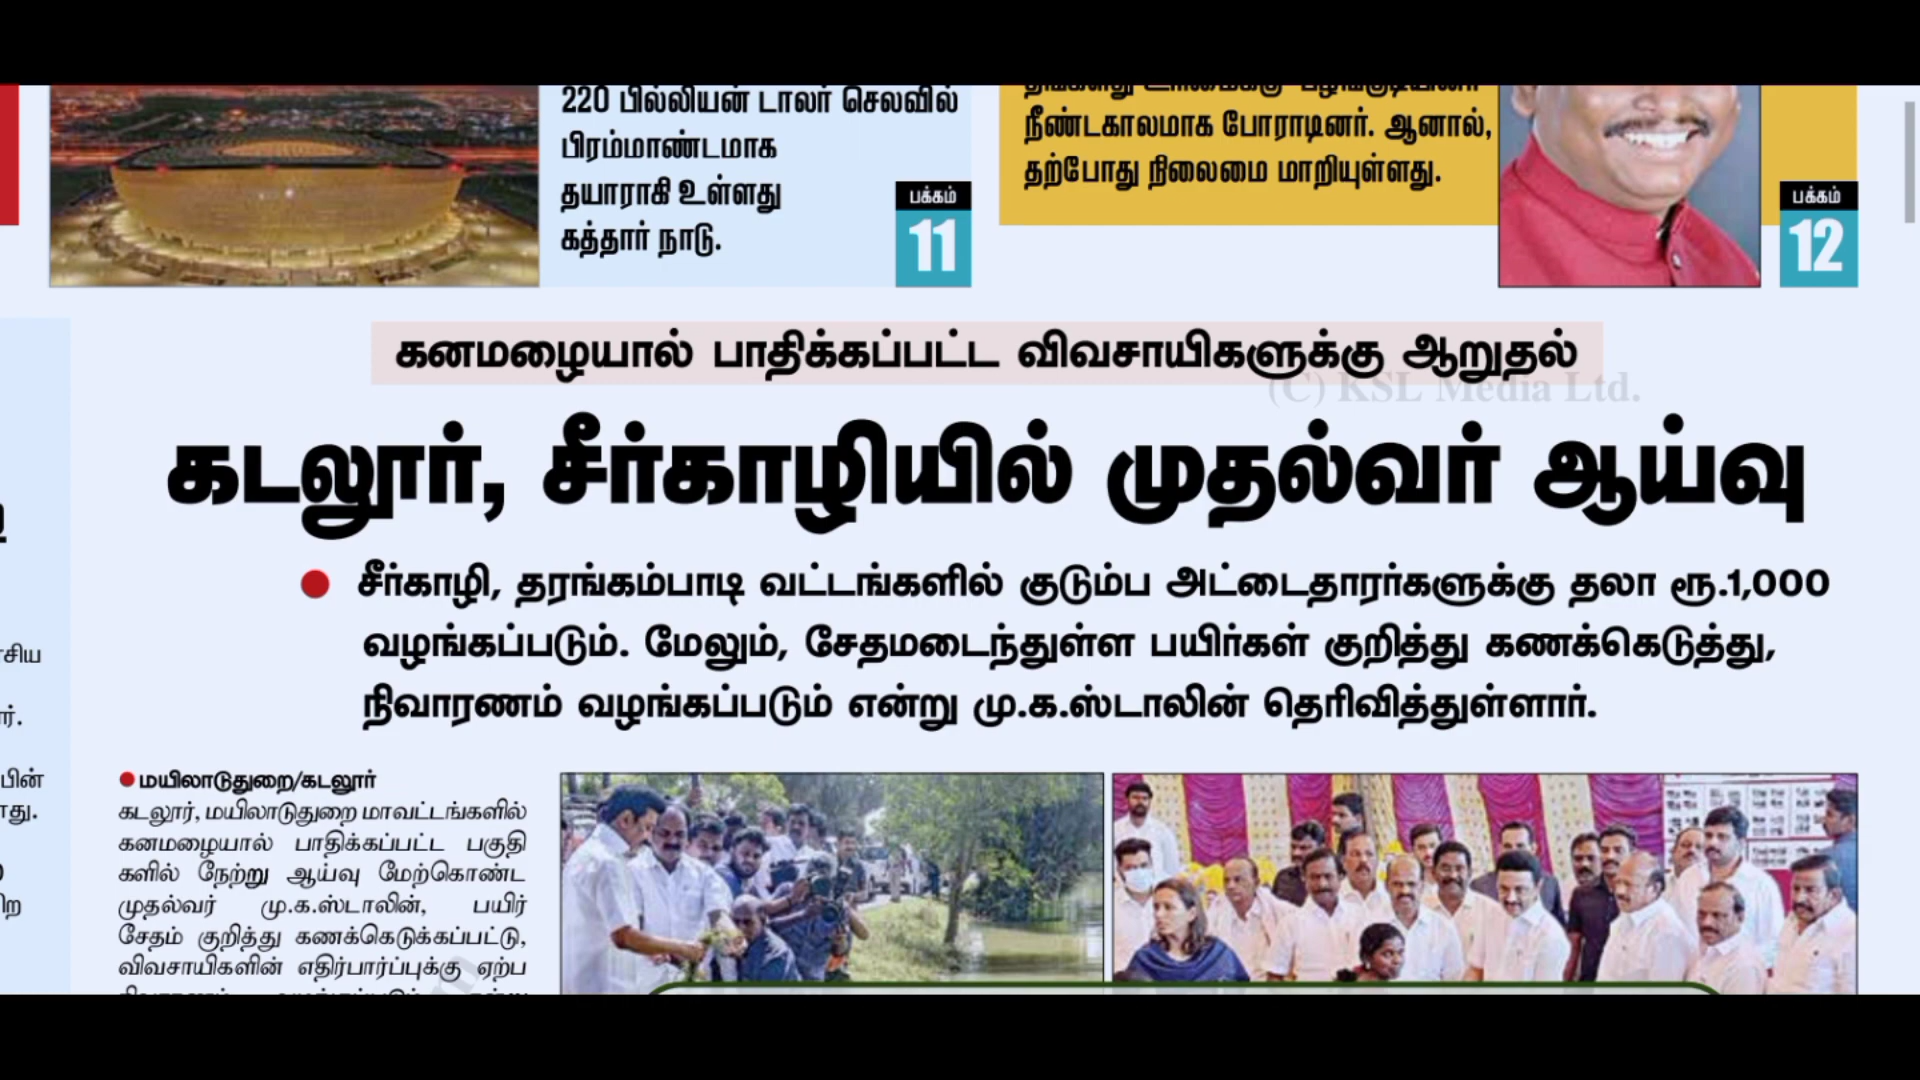 220 பில்லியன் டாலர் செலவில்
பிரம்மாண்டமாக
தயாராகி உள்ளது
கத்தார் நாடு.
பக்கம்
11
நீண்டகாலமாக போராடினர். ஆனால்,
தற்போது நிலைமை மாறியுள்ளது.
பக்கம்
12
கனமழையால் பாதிக்கப்பட்ட விவசாயிகளுக்கு ஆறுதல்
(C) KSL Media Ltd.
கடலூர், சீர்காழியில் முதல்வர் ஆய்வு
சீர்காழி, தரங்கம்பாடி வட்டங்களில் குடும்ப அட்டைதாரர்களுக்கு தலா ரூ.1,000
வழங்கப்படும். மேலும், சேதமடைந்துள்ள பயிர்கள் குறித்து கணக்கெடுத்து,
நிவாரணம் வழங்கப்படும் என்று மு.க.ஸ்டாலின் தெரிவித்துள்ளார்.
மயிலாடுதுறை/கடலூர்
கடலூர், மயிலாடுதுறை மாவட்டங்களில்
கனமழையால் பாதிக்கப்பட்ட பகுதி
களில் நேற்று ஆய்வு மேற்கொண்ட
முதல்வர் மு.க.ஸ்டாலின், பயிர்
சேதம் குறித்து கணக்கெடுக்கப்பட்டு,
விவசாயிகளின் எதிர்பார்ப்புக்கு ஏற்ப